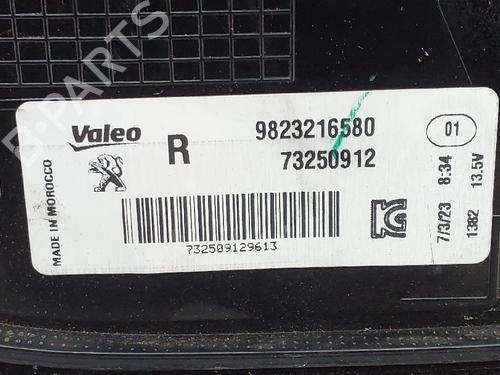 B-PARTS
Valeo
R
9823216580
73250912
01
MADE IN MOROCCO
732509129613
7/3/23 8:34
1382 13.5V